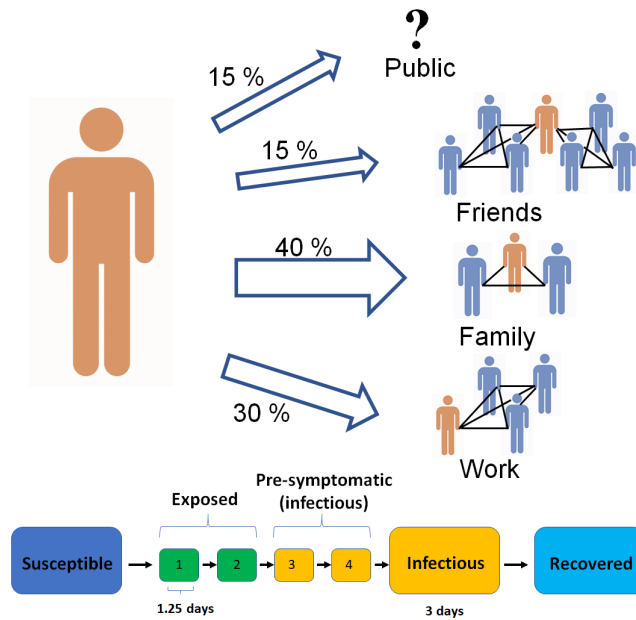 ?
Public
15 %
15 %
Friends
40 %
Family
30 %
Work
Exposed
Pre-symptomatic
(infectious)
Susceptible
1
2
3
4
Infectious
Recovered
1.25 days
3 days